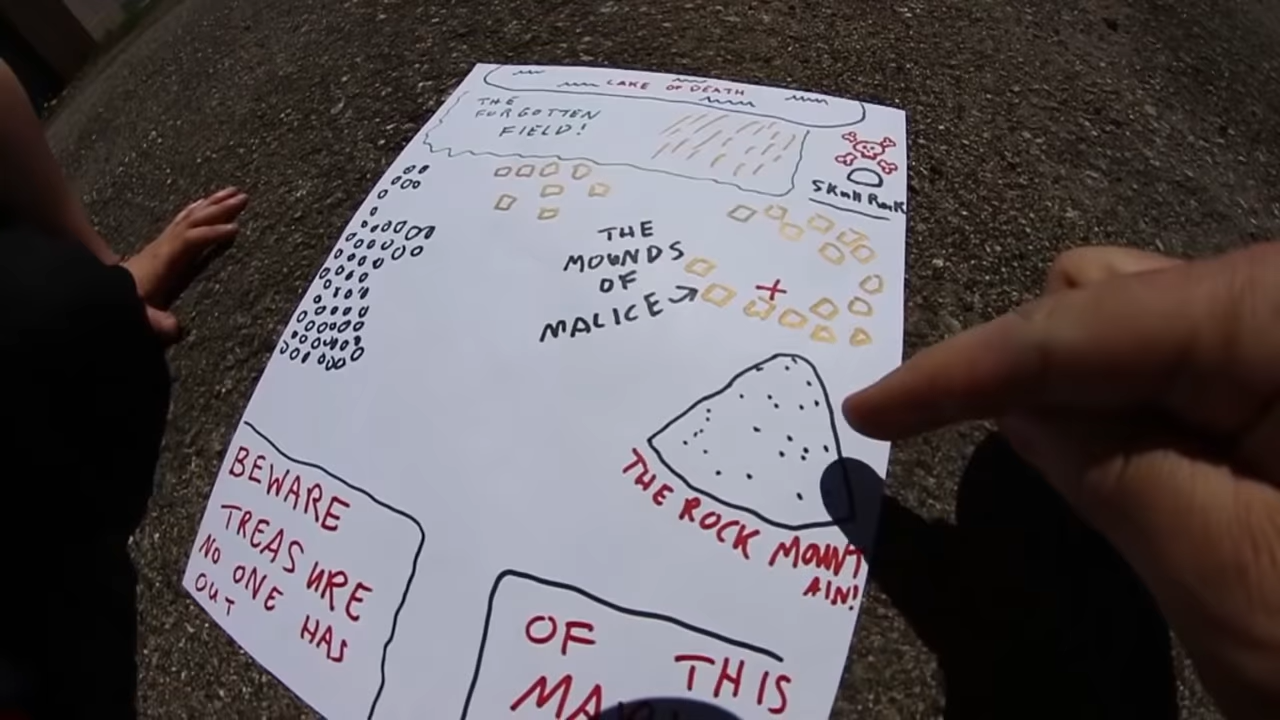 LAKE OF DEATH
THE
FORGOTTEN
FIELD!
Skull Rock
THE
MOUNDS
OF
MALICE
THE ROCK MOUNT
AIN!
BEWARE
TREASURE
NO ONE HAS
OUT
OF THIS